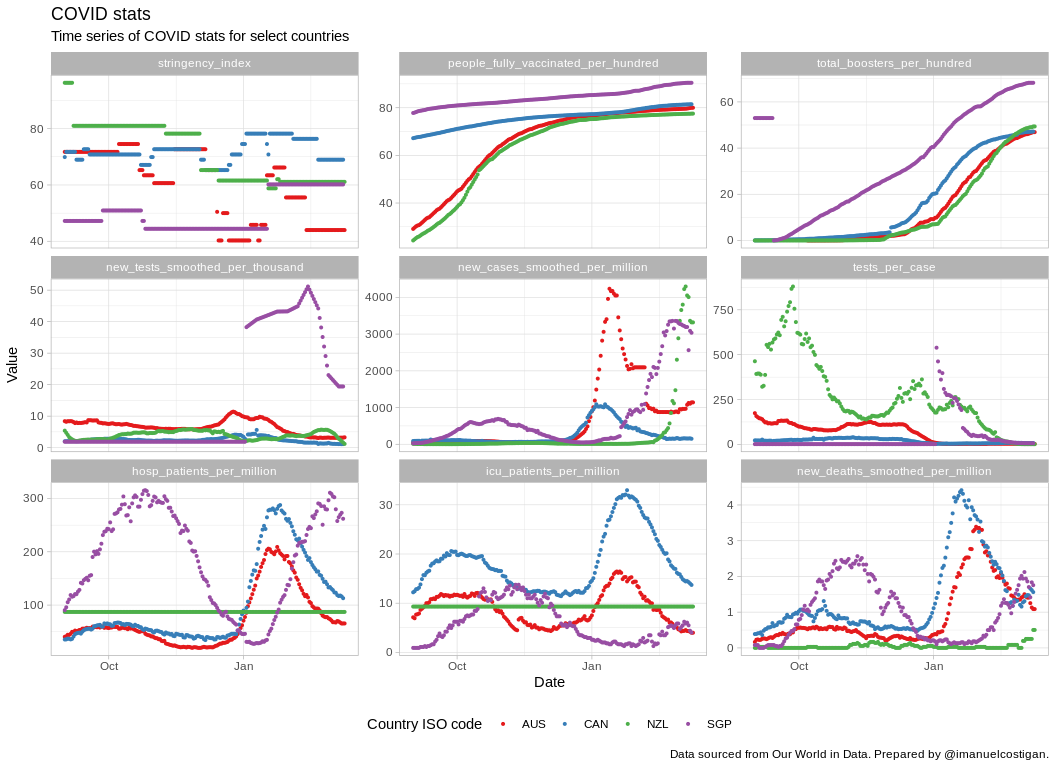 COVID stats
Time series of COVID stats for select countries
stringency_index
people_fully_vaccinated_per_hundred
total_boosters_per_hundred
80
60
40
80
60
40
60
40
20
0
new_tests_smoothed_per_thousand
new_cases_smoothed_per_million
tests_per_case
50
40
30
20
10
0
4000
3000
2000
1000
0
750
500
250
0
Value
hosp_patients_per_million
icu_patients_per_million
new_deaths_smoothed_per_million
300
200
100
30
20
10
0
4
3
2
1
0
Oct Jan
Oct Jan
Oct Jan
Date
Country ISO code AUS CAN NZL SGP
Data sourced from Our World in Data. Prepared by @imanuelcostigan.